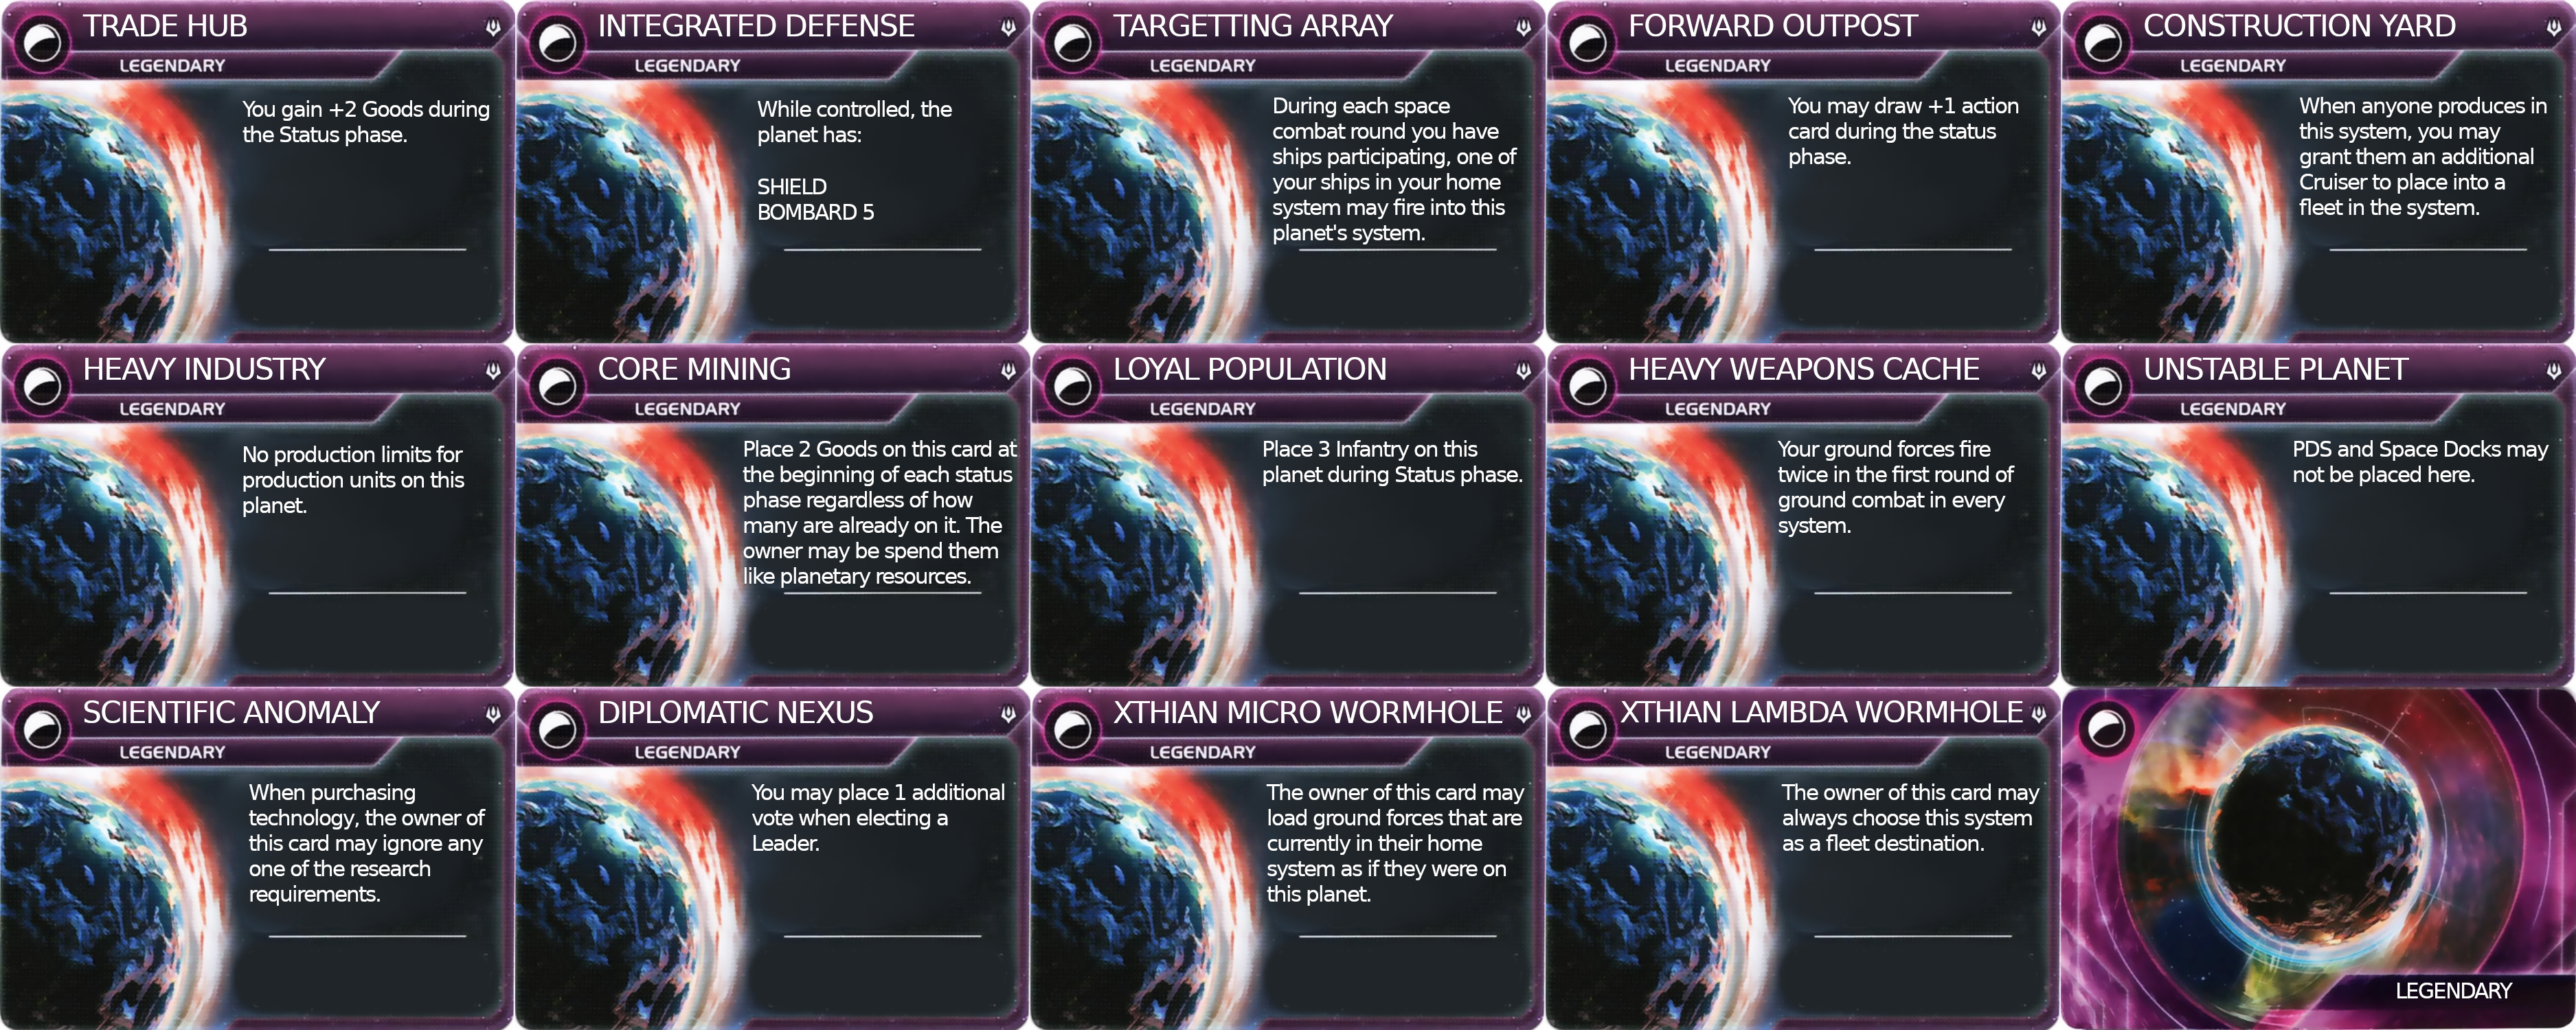 TRADE HUB
LEGENDARY
You gain +2 Goods during
the Status phase.
INTEGRATED DEFENSE
LEGENDARY
While controlled, the
planet has:
SHIELD
BOMBARD 5
TARGETTING ARRAY
LEGENDARY
During each space
combat round you have
ships participating, one of
your ships in your home
system may fire into this
planet's system.
FORWARD OUTPOST
LEGENDARY
You may draw +1 action
card during the status
phase.
CONSTRUCTION YARD
LEGENDARY
When anyone produces in
this system, you may
grant them an additional
Cruiser to place into a
fleet in the system.
HEAVY INDUSTRY
LEGENDARY
No production limits for
production units on this
planet.
CORE MINING
LEGENDARY
Place 2 Goods on this card at
the beginning of each status
phase regardless of how
many are already on it. The
owner may be spend them
like planetary resources.
LOYAL POPULATION
LEGENDARY
Place 3 Infantry on this
planet during Status phase.
HEAVY WEAPONS CACHE
LEGENDARY
Your ground forces fire
twice in the first round of
ground combat in every
system.
UNSTABLE PLANET
LEGENDARY
PDS and Space Docks may
not be placed here.
SCIENTIFIC ANOMALY
LEGENDARY
When purchasing
technology, the owner of
this card may ignore any
one of the research
requirements.
DIPLOMATIC NEXUS
LEGENDARY
You may place 1 additional
vote when electing a
Leader.
XTHIAN MICRO WORMHOLE
LEGENDARY
The owner of this card may
load ground forces that are
currently in their home
system as if they were on
this planet.
XTHIAN LAMBDA WORMHOLE
LEGENDARY
The owner of this card may
always choose this system
as a fleet destination.
LEGENDARY